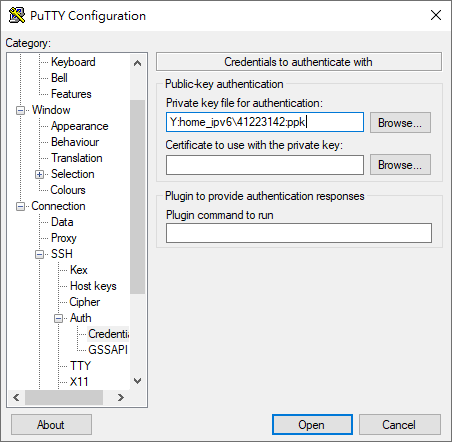 PuTTY Configuration
Category:
Keyboard
Bell
Features
Window
Appearance
Behaviour
Translation
Selection
Colours
Connection
Data
Proxy
SSH
Kex
Host keys
Cipher
Auth
Credentia
GSSAPI
TTY
X11
Credentials to authenticate with
Public-key authentication
Private key file for authentication:
Y:home_ipv6\41223142:ppk
Browse...
Certificate to use with the private key:
Browse...
Plugin to provide authentication responses
Plugin command to run
About
Open
Cancel